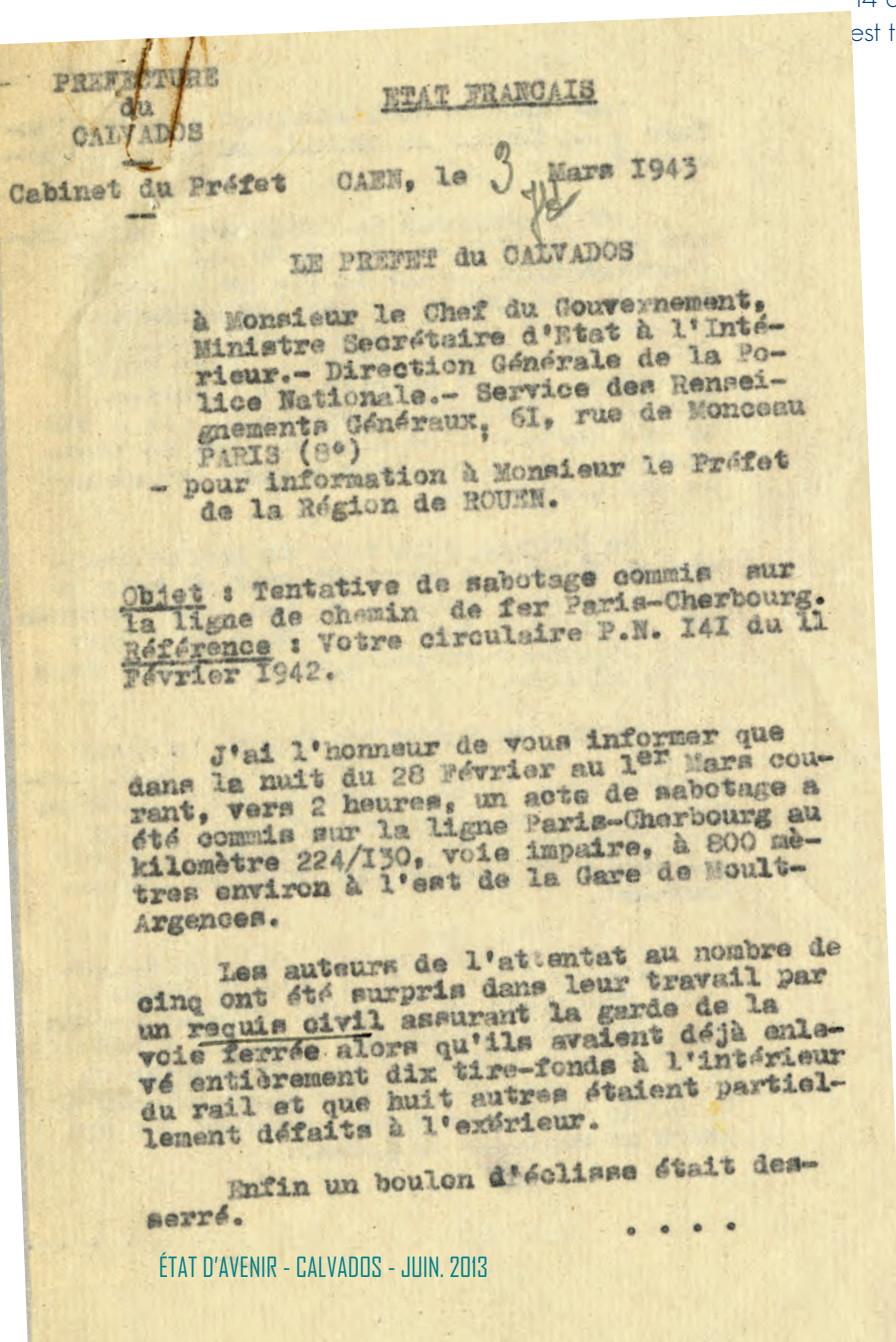 est t
PREFECTURE
du
CALVADOS
ETAT FRANCAIS
Cabinet du Préfet
CAEN, le 3 Mars I943
LE PREFET du CALVADOS
à Monsieur le Chef du Gouvernement,
Ministre Secrétaire d'Etat à l'Inté-
rieur.- Direction Générale de la Po-
lice Nationale.- Service des Rensei-
gnements Généraux, 6I, rue de Monceau
PARIS (8°)
- pour information à Monsieur le Préfet
de la Région de ROUEN.
Objet : Tentative de sabotage commis sur
la ligne de chemin de fer Paris-Cherbourg.
Référence : Votre circulaire P.N. I4I du 11
Février I942.
J'ai l'honneur de vous informer que
dans la nuit du 28 Février au 1er Mars cou-
rant, vers 2 heures, un acte de sabotage a
été commis sur la ligne Paris-Cherbourg au
kilomètre 224/I30, voie impaire, à 800 mè-
tres environ à l'est de la Gare de Moult-
Argences.
Les auteurs de l'attentat au nombre de
cinq ont été surpris dans leur travail par
un requis civil assurant la garde de la
voie ferrée alors qu'ils avaient déjà enle-
vé entièrement dix tire-fonds à l'intérieur
du rail et que huit autres étaient partiel-
lement défaits à l'extérieur.
Enfin un boulon d'éclisse était des-
serré.
. . . .
ÉTAT D'AVENIR - CALVADOS - JUIN. 2013